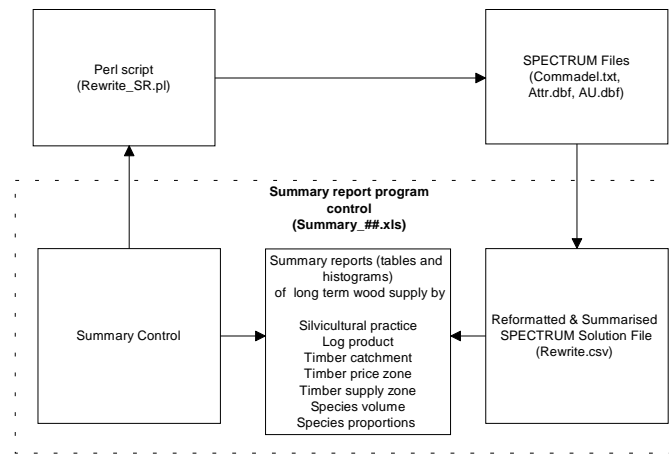 Perl script
(Rewrite_SR.pl)
SPECTRUM Files
(Commadel.txt,
Attr.dbf, AU.dbf)
Summary report program
control
(Summary_##.xls)
Summary Control
Summary reports (tables and
histograms)
of long term wood supply by
Silvicultural practice
Log product
Timber catchment
Timber price zone
Timber supply zone
Species volume
Species proportions
Reformatted & Summarised
SPECTRUM Solution File
(Rewrite.csv)